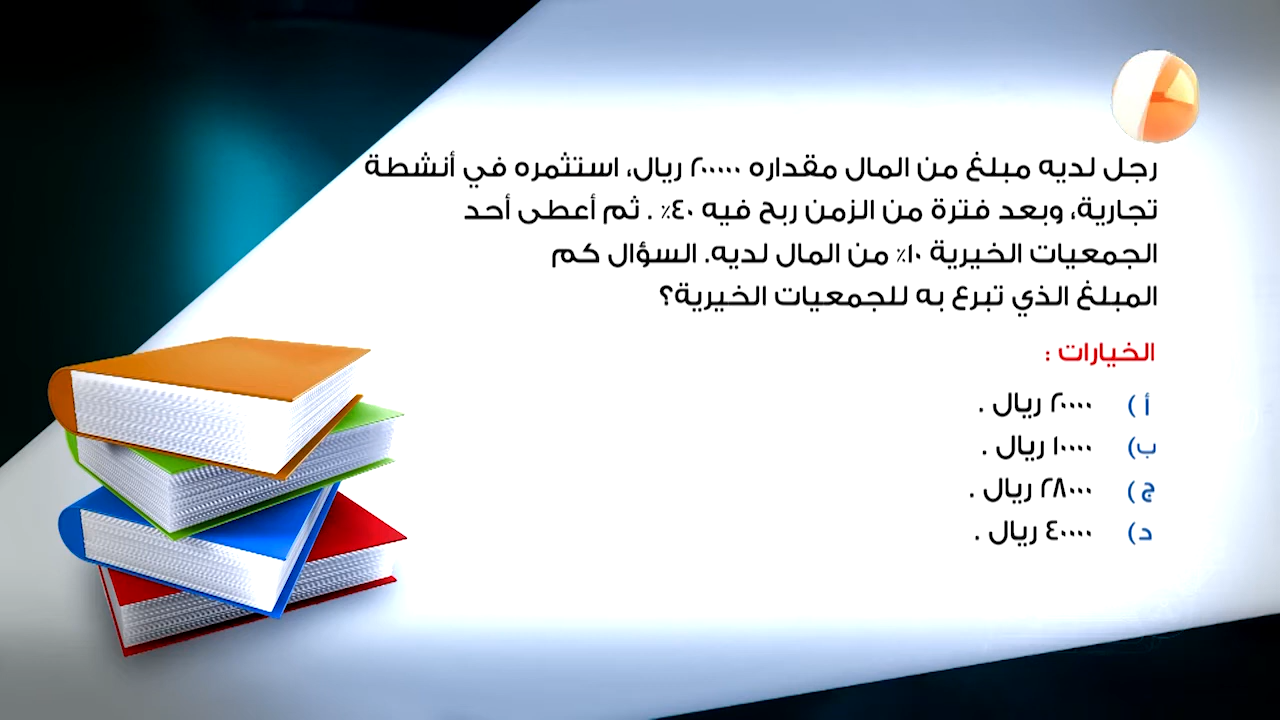 رجل لديه مبلغ من المال مقداره ٢٠٠٠٠٠ ريال، استثمره في أنشطة
تجارية، وبعد فترة من الزمن ربح فيه ٤٠٪ . ثم أعطى أحد
الجمعيات الخيرية ١٠٪ من المال لديه. السؤال كم
المبلغ الذي تبرع به للجمعيات الخيرية؟
الخيارات :
أ ) ٢٠٠٠٠ ريال .
ب) ١٠٠٠٠ ريال .
ج ) ٢٨٠٠٠ ريال .
د) ٤٠٠٠٠ ريال .